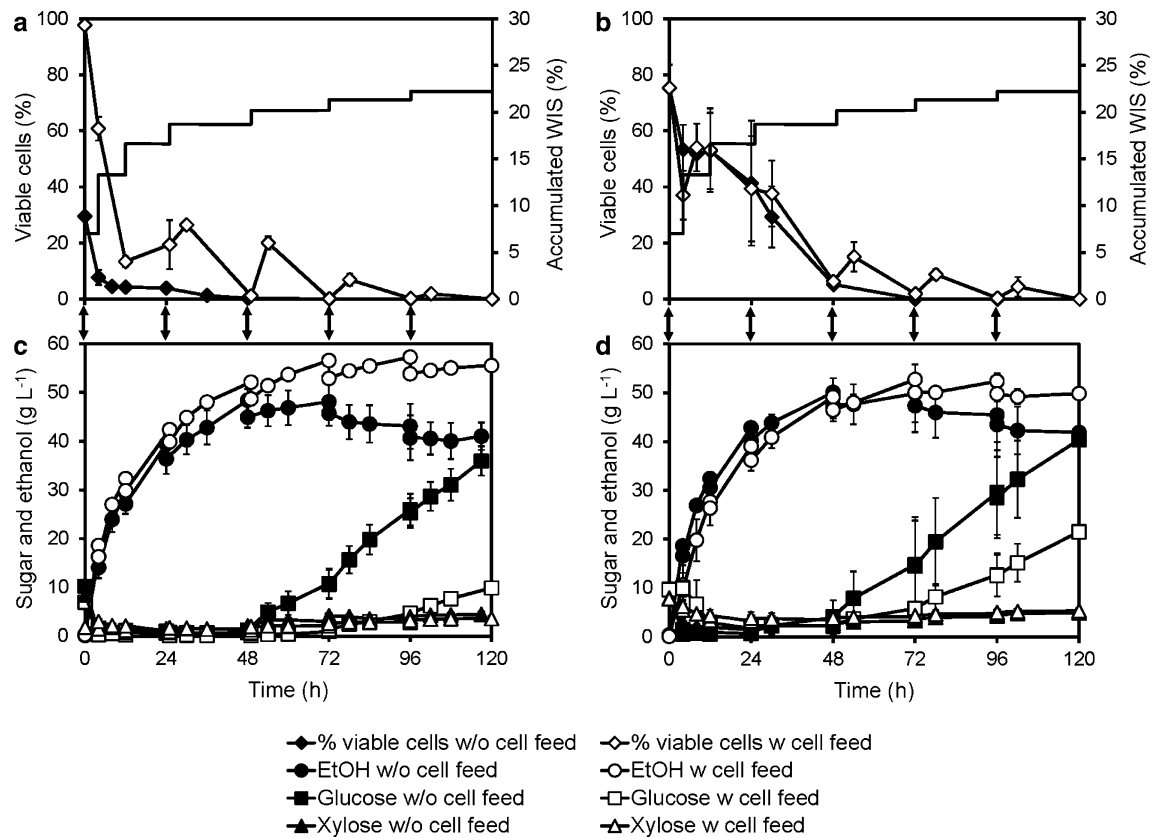 a
b
100
80
60
40
20
0
Viable cells (%)
30
25
20
15
10
5
0
Accumulated WIS (%)
100
80
60
40
20
0
Viable cells (%)
30
25
20
15
10
5
0
Accumulated WIS (%)
c
d
60
50
40
30
20
10
0
Sugar and ethanol (g L-1)
0 24 48 72 96 120
Time (h)
60
50
40
30
20
10
0
Sugar and ethanol (g L-1)
0 24 48 72 96 120
Time (h)
% viable cells w/o cell feed
% viable cells w cell feed
EtOH w/o cell feed
EtOH w cell feed
Glucose w/o cell feed
Glucose w cell feed
Xylose w/o cell feed
Xylose w cell feed